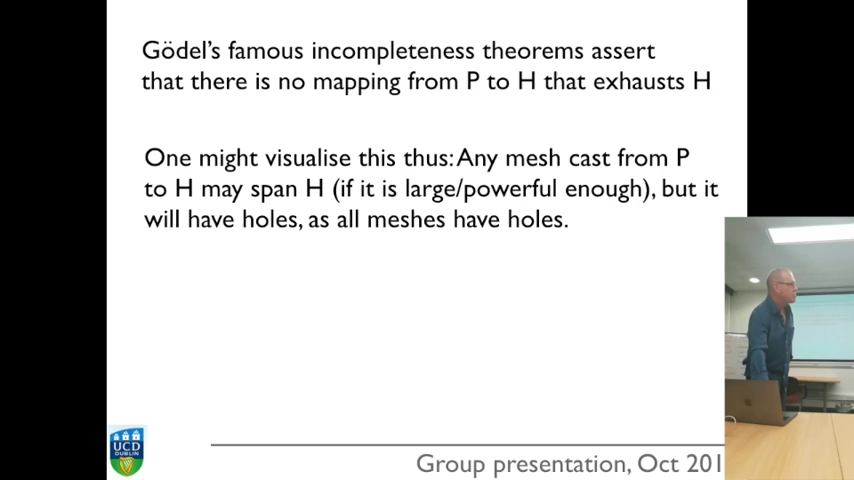 Gödel's famous incompleteness theorems assert
that there is no mapping from P to H that exhausts H
One might visualise this thus: Any mesh cast from P
to H may span H (if it is large/powerful enough), but it
will have holes, as all meshes have holes.
UCD
DUBLIN
Group presentation, Oct 201